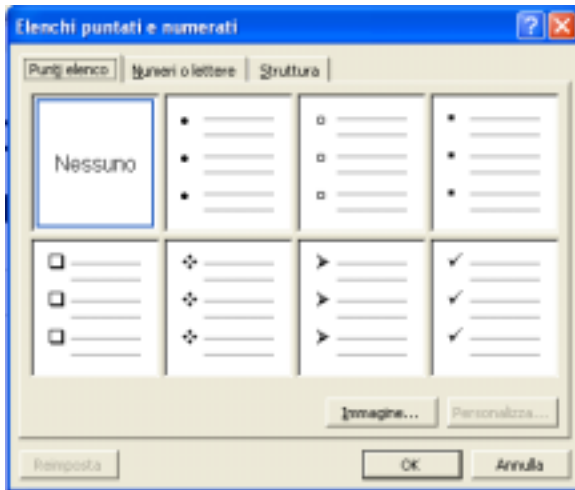 Elenchi puntati e numerati
Punti elenco Numeri o lettere Struttura
Nessuno
Immagine... Personalizza...
Reimposta OK Annulla